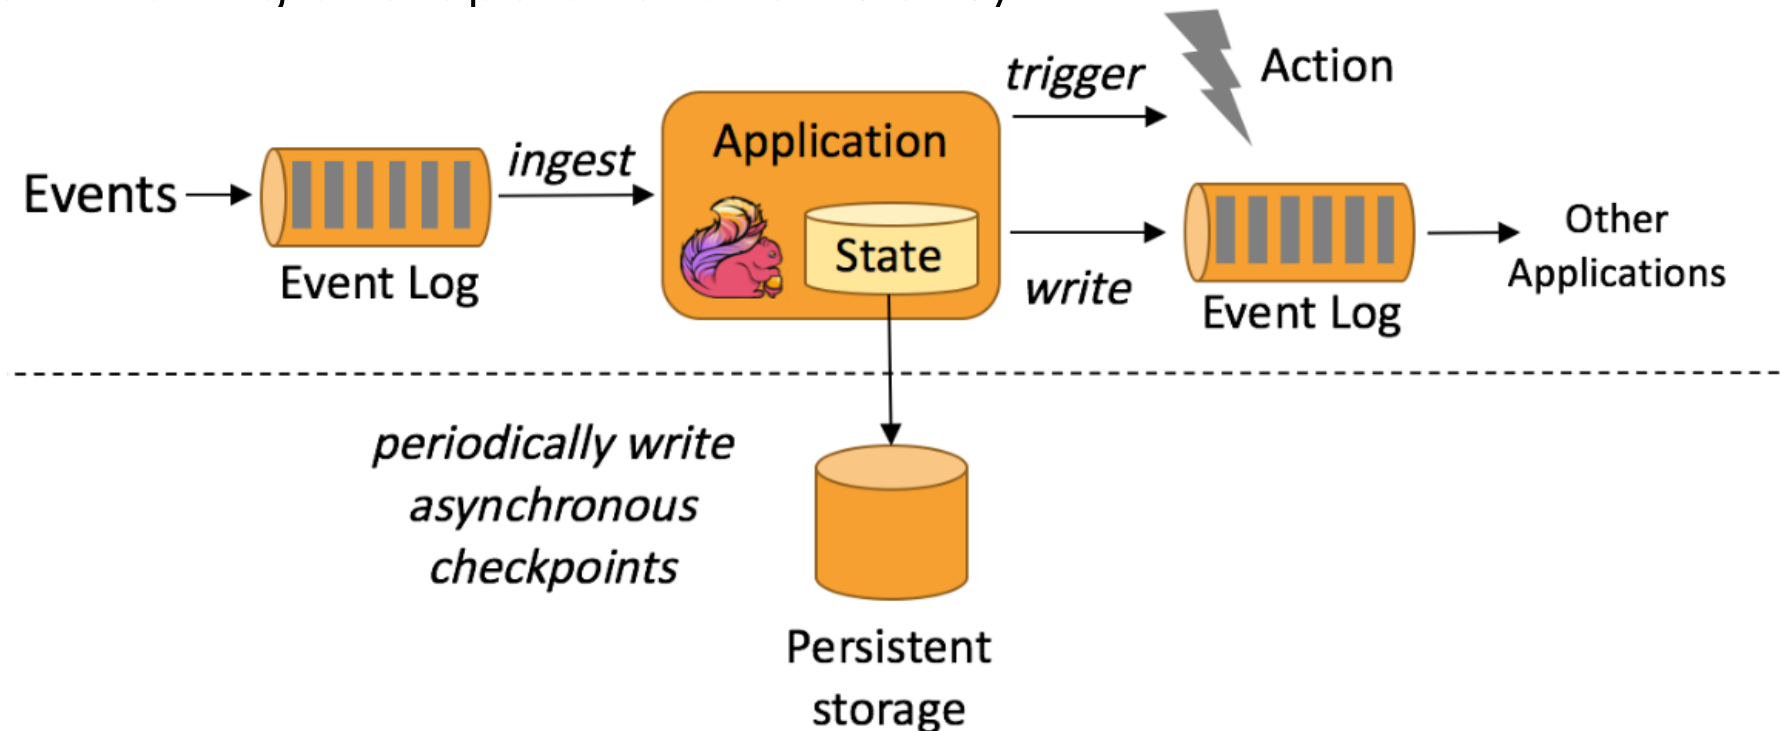 trigger
Action
Application
ingest
Events
State
Event Log
write
Event Log
Other
Applications
periodically write
asynchronous
checkpoints
Persistent
storage